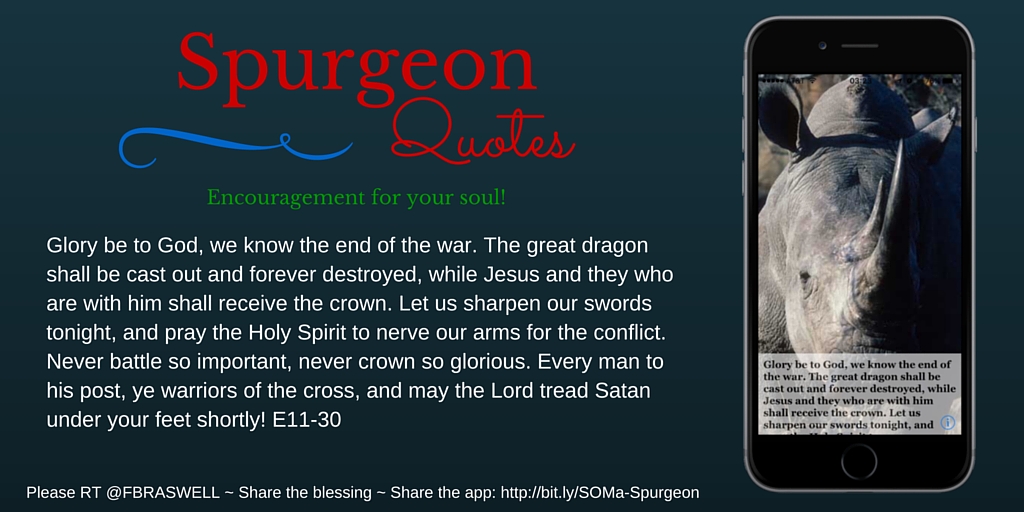 Spurgeon
Quotes
Encouragement for your soul!
Glory be to God, we know the end of the war. The great dragon
shall be cast out and forever destroyed, while Jesus and they who
are with him shall receive the crown. Let us sharpen our swords
tonight, and pray the Holy Spirit to nerve our arms for the conflict.
Never battle so important, never crown so glorious. Every man to
his post, ye warriors of the cross, and may the Lord tread Satan
under your feet shortly! E11-30
Please RT @FBRASWELL ~ Share the blessing ~ Share the app: http://bit.ly/SOMa-Spurgeon
Glory be to God, we know the end of
the war. The great dragon shall be
cast out and forever destroyed, while
Jesus and they who are with him
shall receive the crown. Let us
sharpen our swords tonight, and